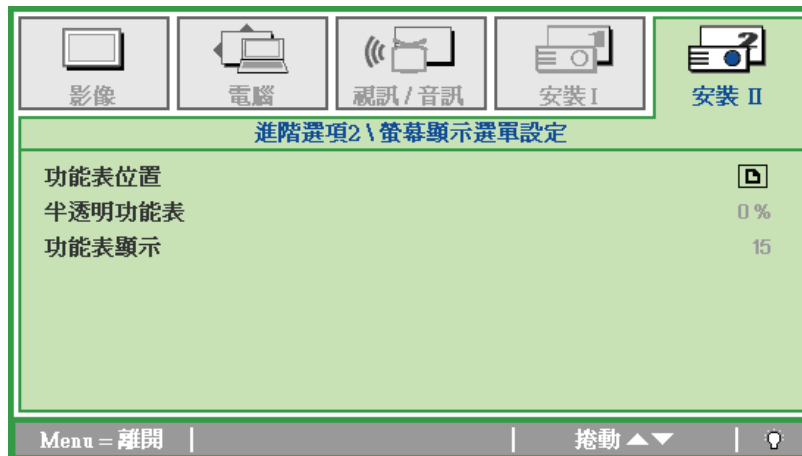 影像
電腦
視訊 / 音訊
安裝 I
安裝 II
進階選項2 \ 螢幕顯示選單設定
功能表位置
半透明功能表 0 %
功能表顯示 15
Menu = 離開 捲動 ▲▼